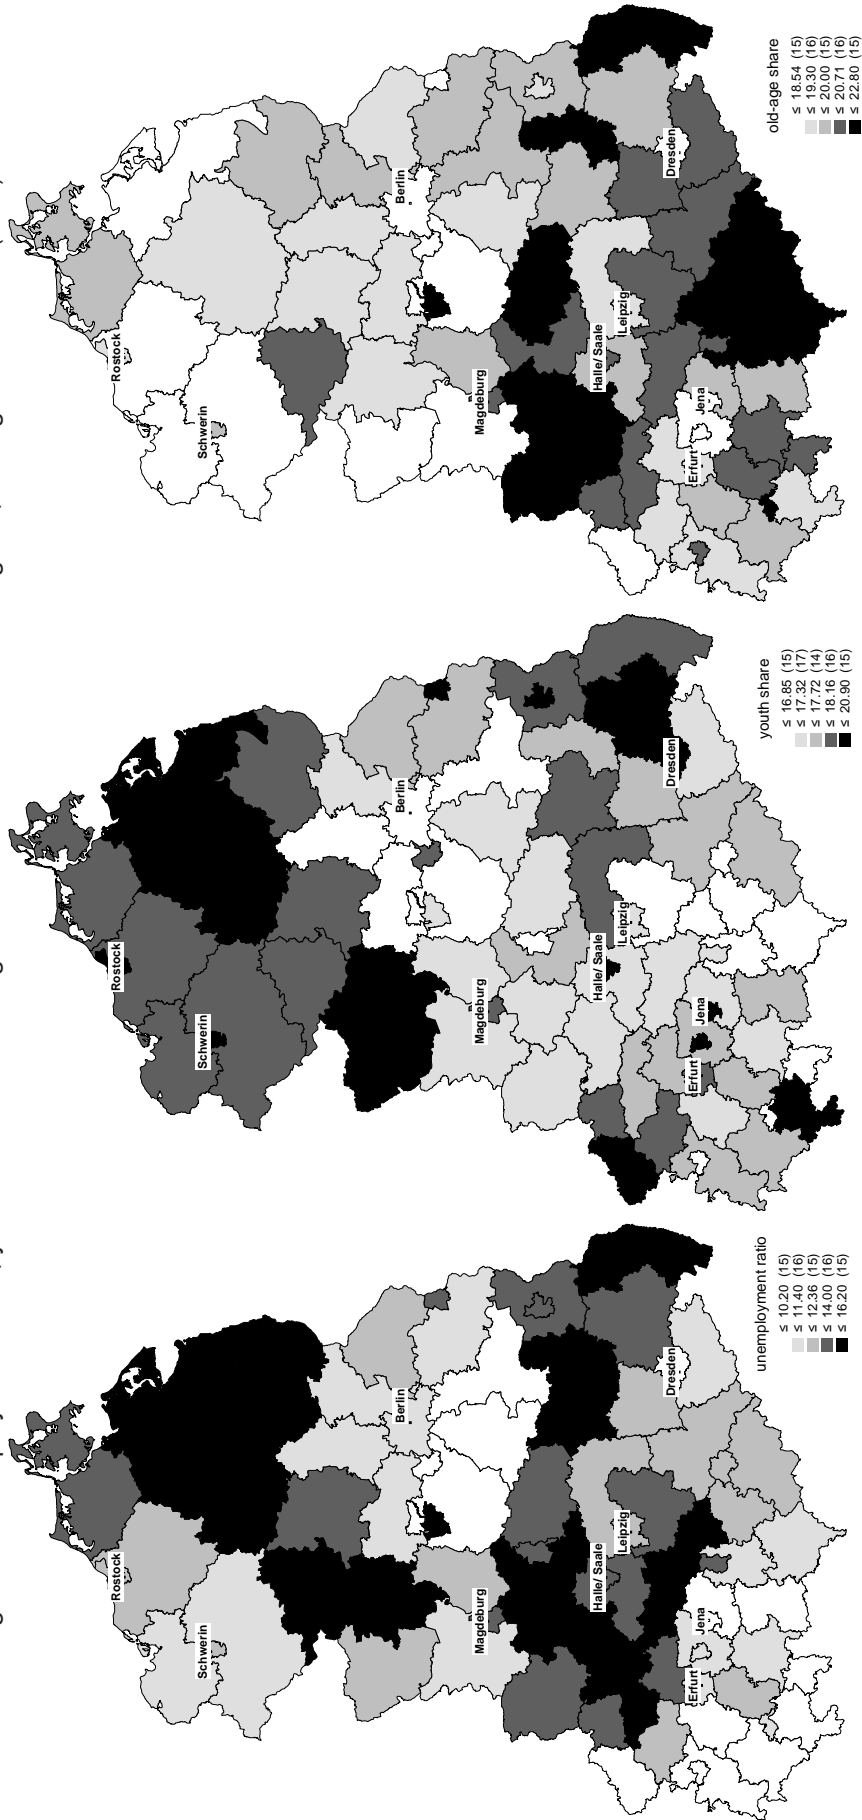 Rostock
Schwerin
Berlin
Magdeburg
Halle/ Saale
Leipzig
Dresden
Erfurt
Jena
unemployment ratio
≤ 10.20 (15)
≤ 11.40 (16)
≤ 12.36 (15)
≤ 14.00 (16)
≤ 16.20 (15)
Rostock
Schwerin
Berlin
Magdeburg
Halle/ Saale
Leipzig
Dresden
Erfurt
Jena
youth share
≤ 16.85 (15)
≤ 17.32 (17)
≤ 17.72 (14)
≤ 18.16 (16)
≤ 20.90 (15)
Rostock
Schwerin
Berlin
Magdeburg
Halle/ Saale
Leipzig
Dresden
Erfurt
Jena
old-age share
≤ 18.54 (15)
≤ 19.30 (16)
≤ 20.00 (15)
≤ 20.71 (16)
≤ 22.80 (15)